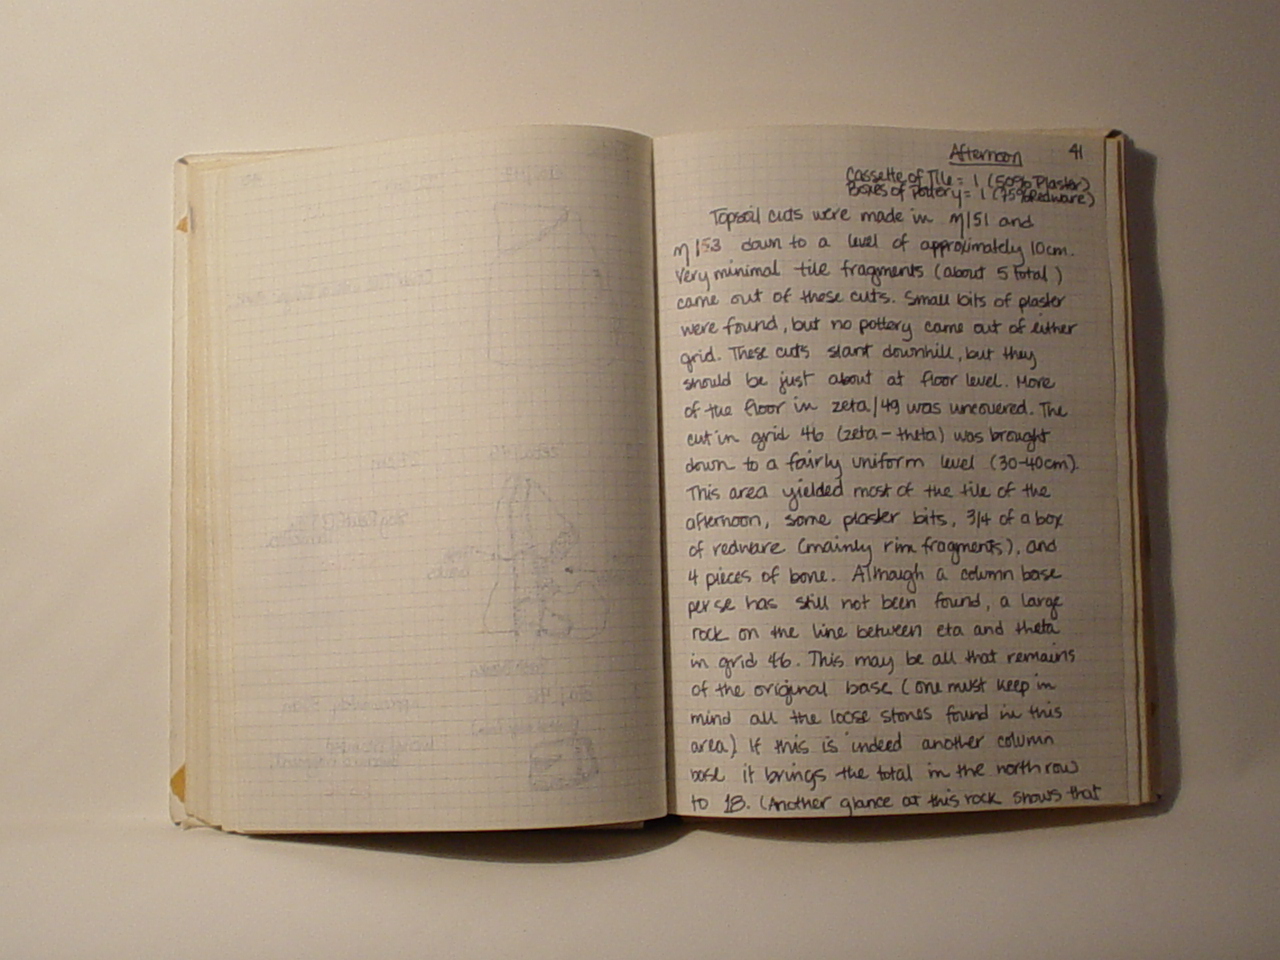 Afternoon 41
Cassette of Tile = 1 (50% Plaster)
Boxes of Pottery = 1 (75% Redware)
Topsoil cuts were made in η/51 and
η/53 down to a level of approximately 10cm.
Very minimal tile fragments (about 5 total)
came out of these cuts. Small bits of plaster
were found, but no pottery came out of either
grid. These cuts slant downhill, but they
should be just about at floor level. More
of the floor in zeta/49 was uncovered. The
cut in grid 46 (zeta-theta) was brought
down to a fairly uniform level (30-40cm).
This area yielded most of the tile of the
afternoon, some plaster bits, 3/4 of a box
of redware (mainly rim fragments), and
4 pieces of bone. Although a column base
per se has still not been found, a large
rock on the line between eta and theta
in grid 46. This may be all that remains
of the original base (one must keep in
mind all the loose stones found in this
area) If this is indeed another column
base it brings the total in the north row
to 18. (Another glance at this rock shows that